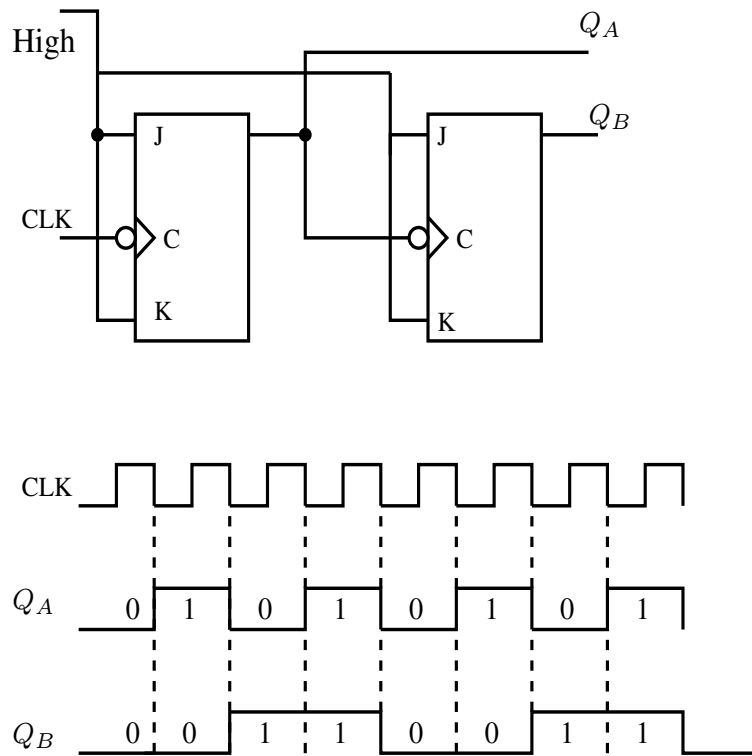 High
Q_A
J
J
Q_B
CLK
C
C
K
K
CLK
Q_A 0 1 0 1 0 1 0 1
Q_B 0 0 1 1 0 0 1 1